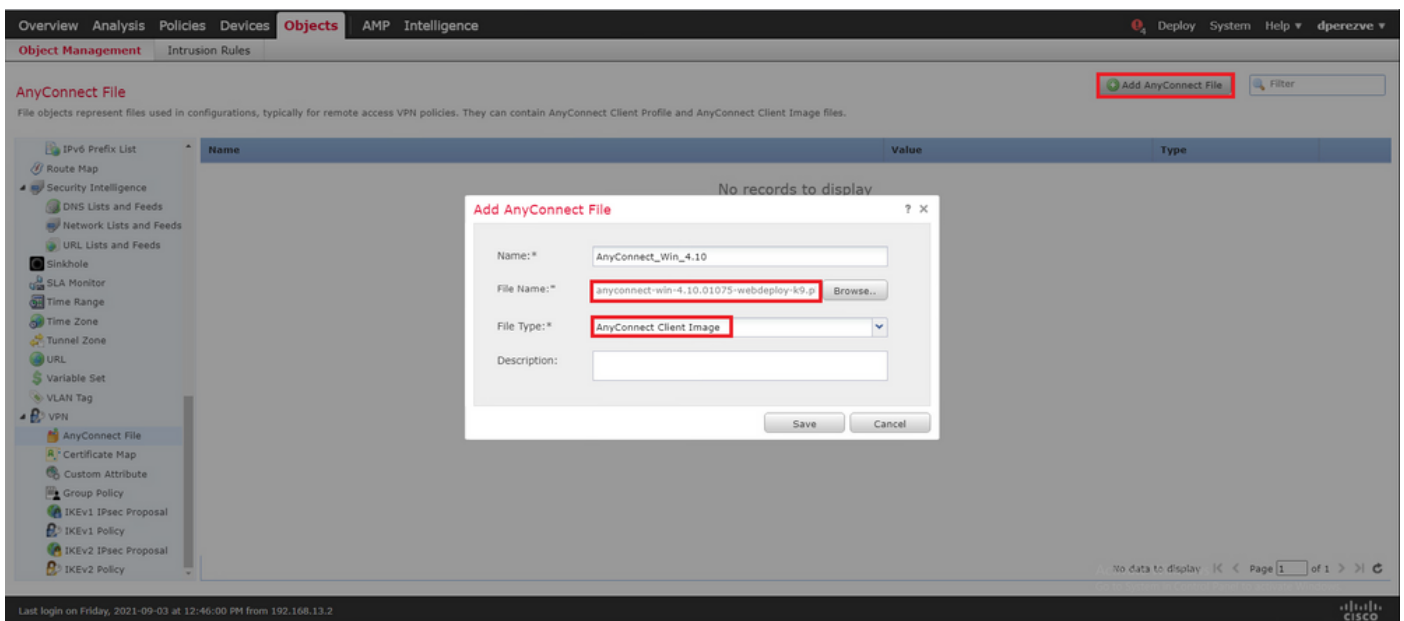 Overview Analysis Policies Devices Objects AMP Intelligence 4 Deploy System Help dperezve
Object Management Intrusion Rules
AnyConnect File
Add AnyConnect File Filter
File objects represent files used in configurations, typically for remote access VPN policies. They can contain AnyConnect Client Profile and AnyConnect Client Image files.
Name Value Type
No records to display
IPv6 Prefix List
Route Map
Security Intelligence
DNS Lists and Feeds
Network Lists and Feeds
URL Lists and Feeds
Sinkhole
SLA Monitor
Time Range
Time Zone
Tunnel Zone
URL
Variable Set
VLAN Tag
VPN
AnyConnect File
Certificate Map
Custom Attribute
Group Policy
IKEv1 IPsec Proposal
IKEv1 Policy
IKEv2 IPsec Proposal
IKEv2 Policy
Add AnyConnect File ? ×
Name:* AnyConnect_Win_4.10
File Name:* anyconnect-win-4.10.01075-webdeploy-k9.p Browse..
File Type:* AnyConnect Client Image
Description:
Save Cancel
No data to display |< < Page 1 of 1 > >|
Last login on Friday, 2021-09-03 at 12:46:00 PM from 192.168.13.2
CISCO